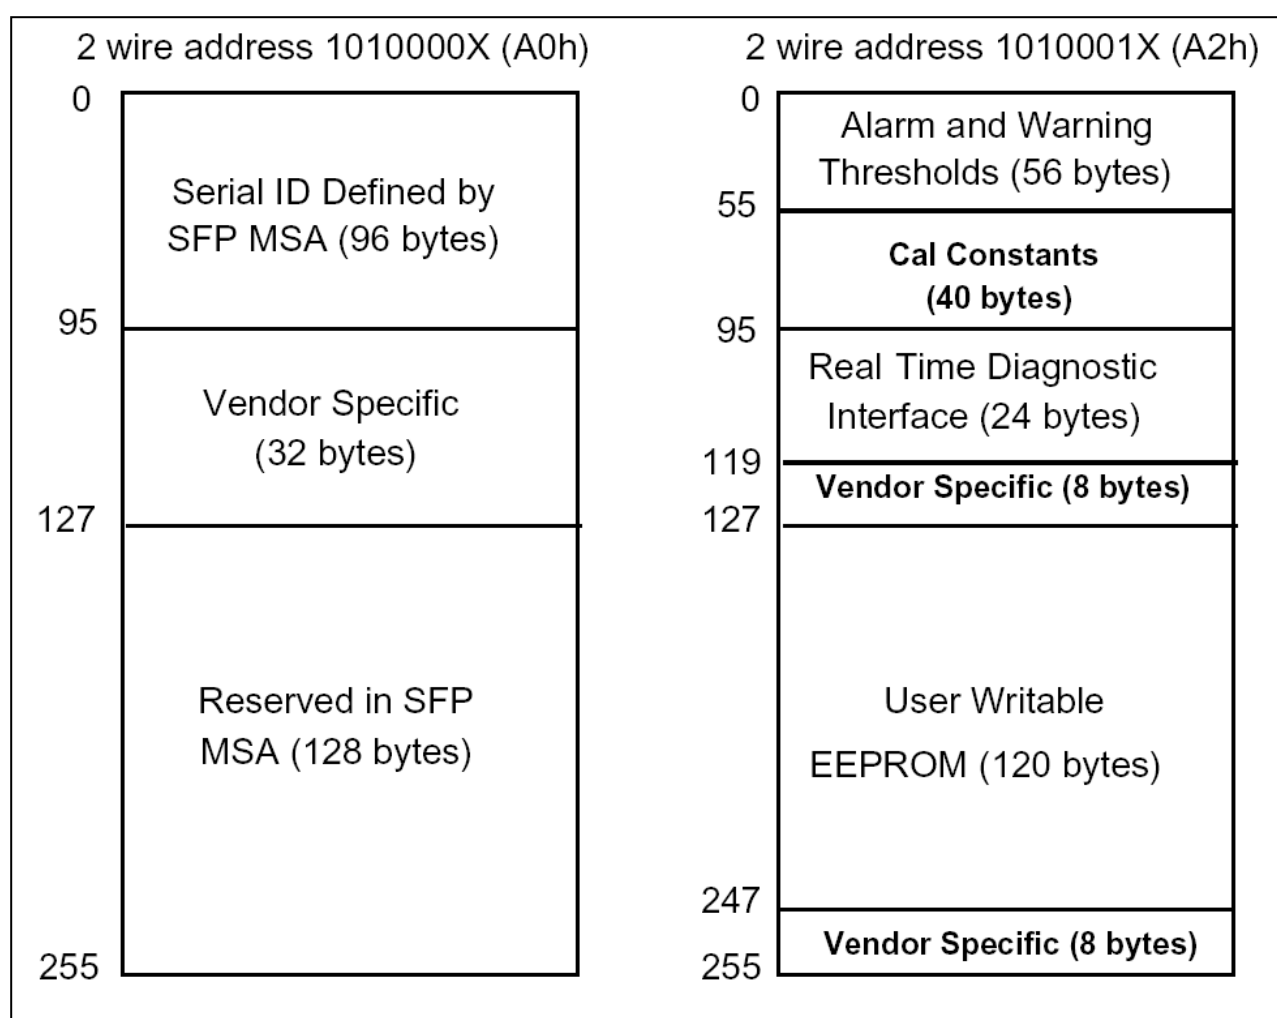 2 wire address 1010000X (A0h)
0
Serial ID Defined by
SFP MSA (96 bytes)
95
Vendor Specific
(32 bytes)
127
Reserved in SFP
MSA (128 bytes)
255
2 wire address 1010001X (A2h)
0
Alarm and Warning
Thresholds (56 bytes)
55
Cal Constants
(40 bytes)
95
Real Time Diagnostic
Interface (24 bytes)
119
Vendor Specific (8 bytes)
127
User Writable
EEPROM (120 bytes)
247
Vendor Specific (8 bytes)
255